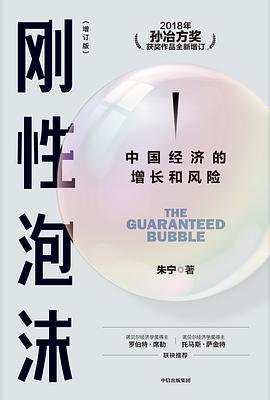 2018年
孙冶方奖
获奖作品全新增订
刚性泡沫
(增订版)
中国经济的
增长和风险
THE
GUARANTEED
BUBBLE
朱宁◎著
诺贝尔经济学奖得主
罗伯特·席勒
诺贝尔经济学奖得主
托马斯·萨金特
联袂推荐
中信出版集团